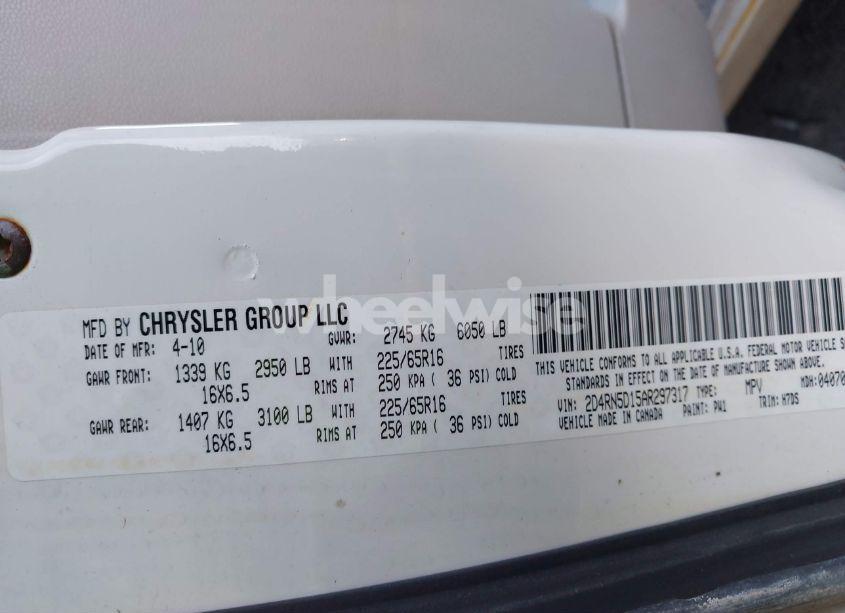 MFD BY CHRYSLER GROUP LLC
DATE OF MFR: 4-10 GVWR: 2745 KG 6050 LB
GAWR FRONT: 1339 KG 2950 LB WITH 225/65R16 TIRES
16X6.5 RIMS AT 250 KPA ( 36 PSI) COLD
GAWR REAR: 1407 KG 3100 LB WITH 225/65R16 TIRES
16X6.5 RIMS AT 250 KPA ( 36 PSI) COLD
THIS VEHICLE CONFORMS TO ALL APPLICABLE U.S.A. FEDERAL MOTOR VEHICLE
STANDARDS IN EFFECT ON THE DATE OF MANUFACTURE SHOWN ABOVE.
VIN: 2D4RN5D15AR297317 TYPE: MPV MDH:04070
VEHICLE MADE IN CANADA PAINT: PW1 TRIM: H7DS
wheelwise